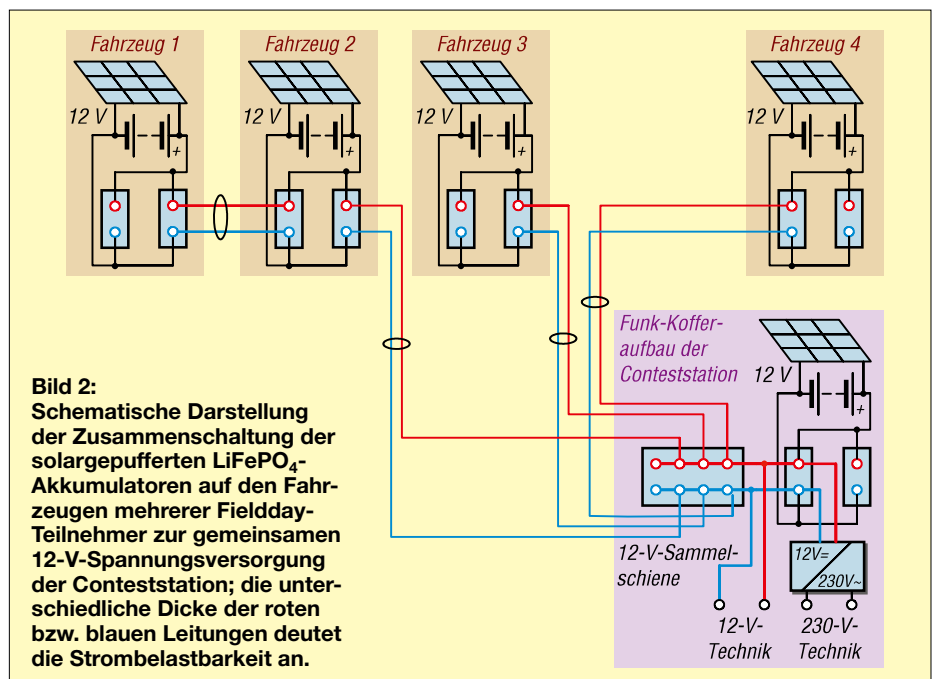 Fahrzeug 1
Fahrzeug 2
Fahrzeug 3
Fahrzeug 4
12 V
12 V
12 V
12 V
+
+
+
+
Funk-Koffer-
aufbau der
Conteststation
12 V
+
Bild 2:
Schematische Darstellung
der Zusammenschaltung der
solargepufferten LiFePO₄-
Akkumulatoren auf den Fahr-
zeugen mehrerer Fieldday-
Teilnehmer zur gemeinsamen
12-V-Spannungsversorgung
der Conteststation; die unter-
schiedliche Dicke der roten
bzw. blauen Leitungen deutet
die Strombelastbarkeit an.
12-V-Sammel-
schiene
12V=
230V~
12-V-
Technik
230-V-
Technik